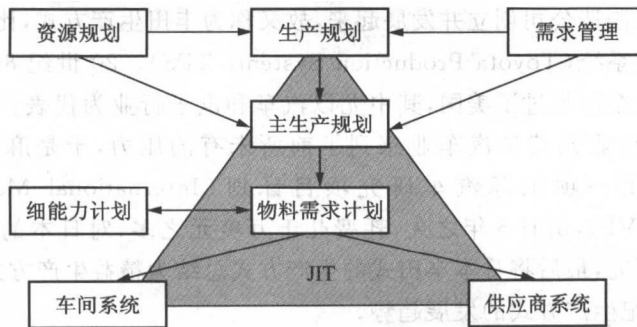 资源规划
生产规划
需求管理
主生产规划
细能力计划
物料需求计划
JIT
车间系统
供应商系统